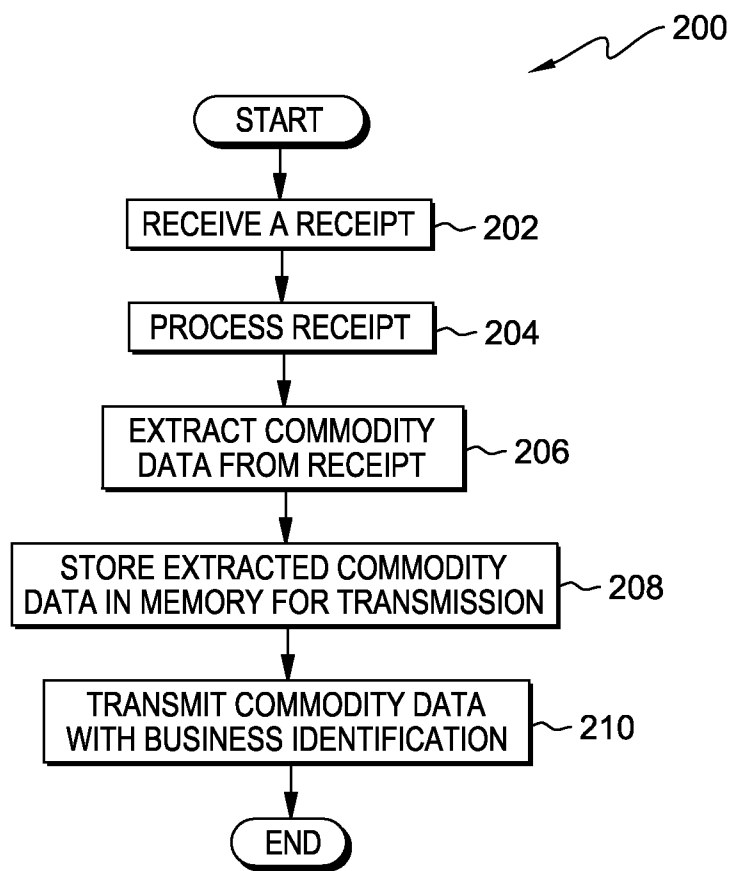 200
START
RECEIVE A RECEIPT
202
PROCESS RECEIPT
204
EXTRACT COMMODITY
DATA FROM RECEIPT
206
STORE EXTRACTED COMMODITY
DATA IN MEMORY FOR TRANSMISSION
208
TRANSMIT COMMODITY DATA
WITH BUSINESS IDENTIFICATION
210
END